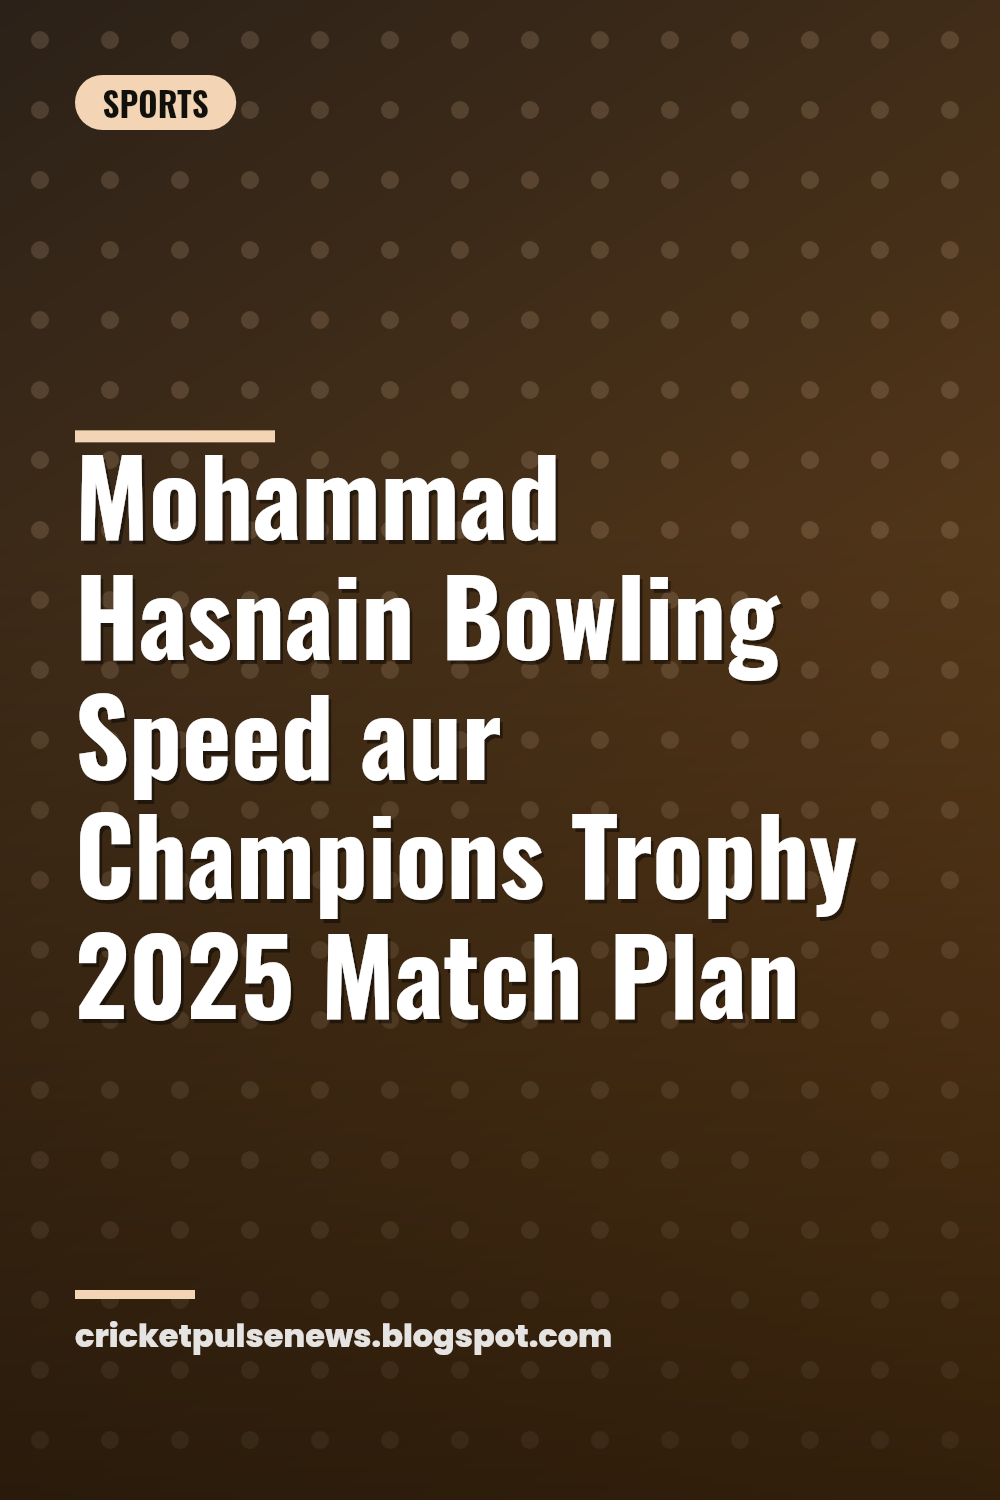 SPORTS
Mohammad
Hasnain Bowling
Speed aur
Champions Trophy
2025 Match Plan
cricketpulsenews.blogspot.com